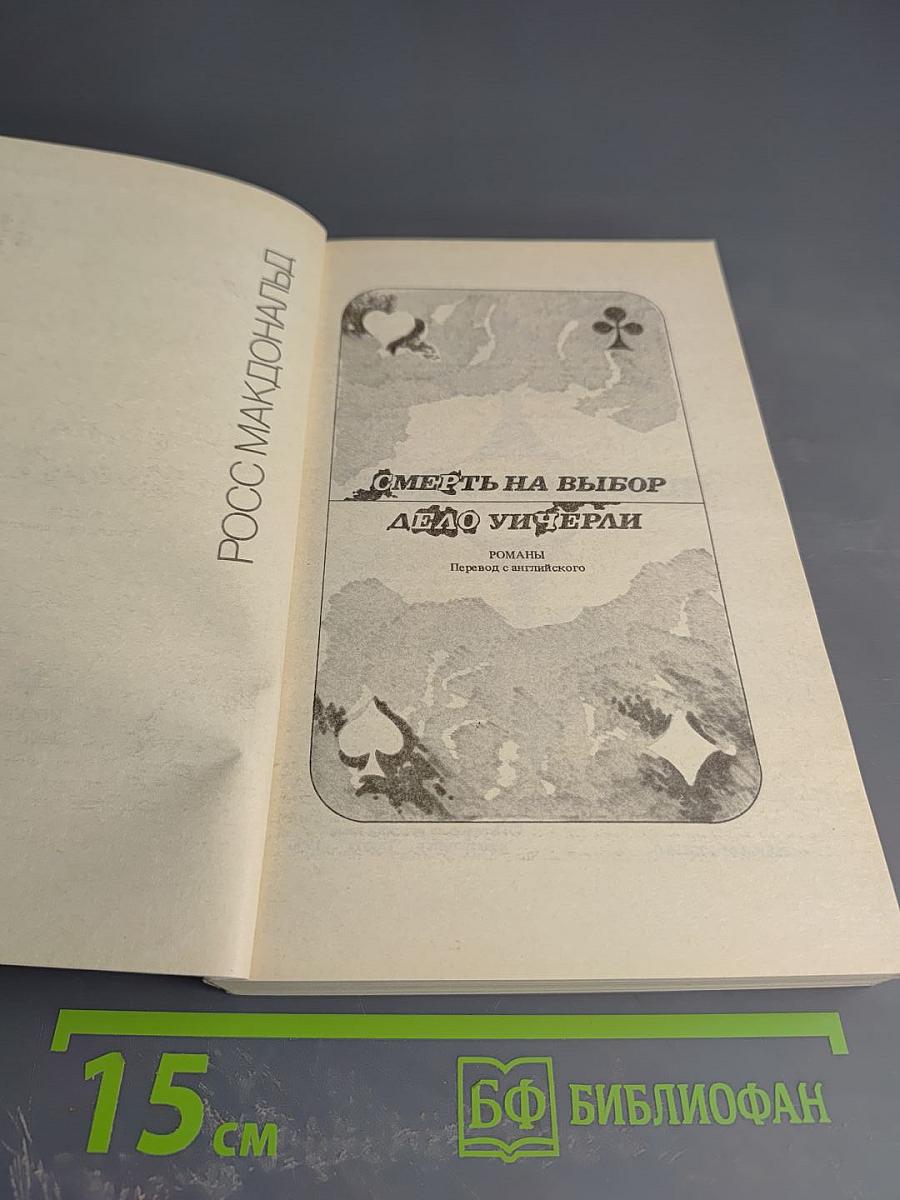 РОСС МАКДОНАЛЬД
СМЕРТЬ НА ВЫБОР
ДЕЛО УИЧЕРЛИ
РОМАНЫ
Перевод с английского
15 см
БФ БИБЛИОФАН